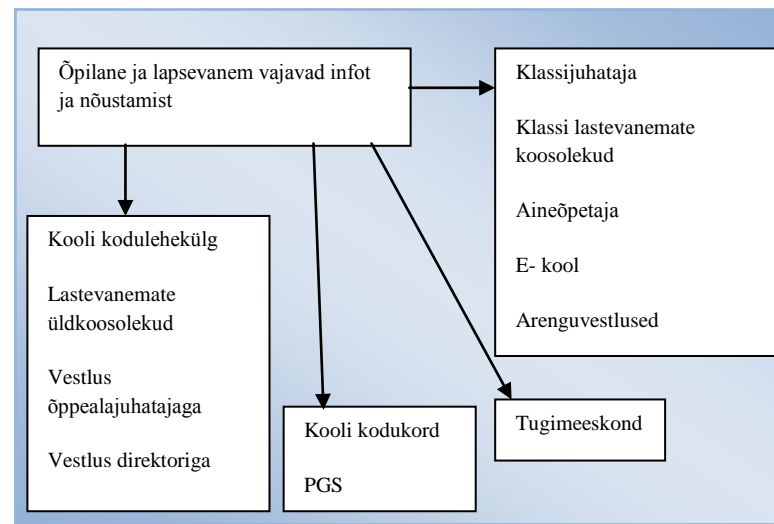 Õpilane ja lapsevanem vajavad infot
ja nõustamist
Klassijuhataja
Klassi lastevanemate
koosolekud
Aineõpetaja
E- kool
Arenguvestlused
Kooli kodulehekülg
Lastevanemate
üldkoosolekud
Vestlus
õppealajuhatajaga
Vestlus direktoriga
Kooli kodukord
PGS
Tugimeeskond